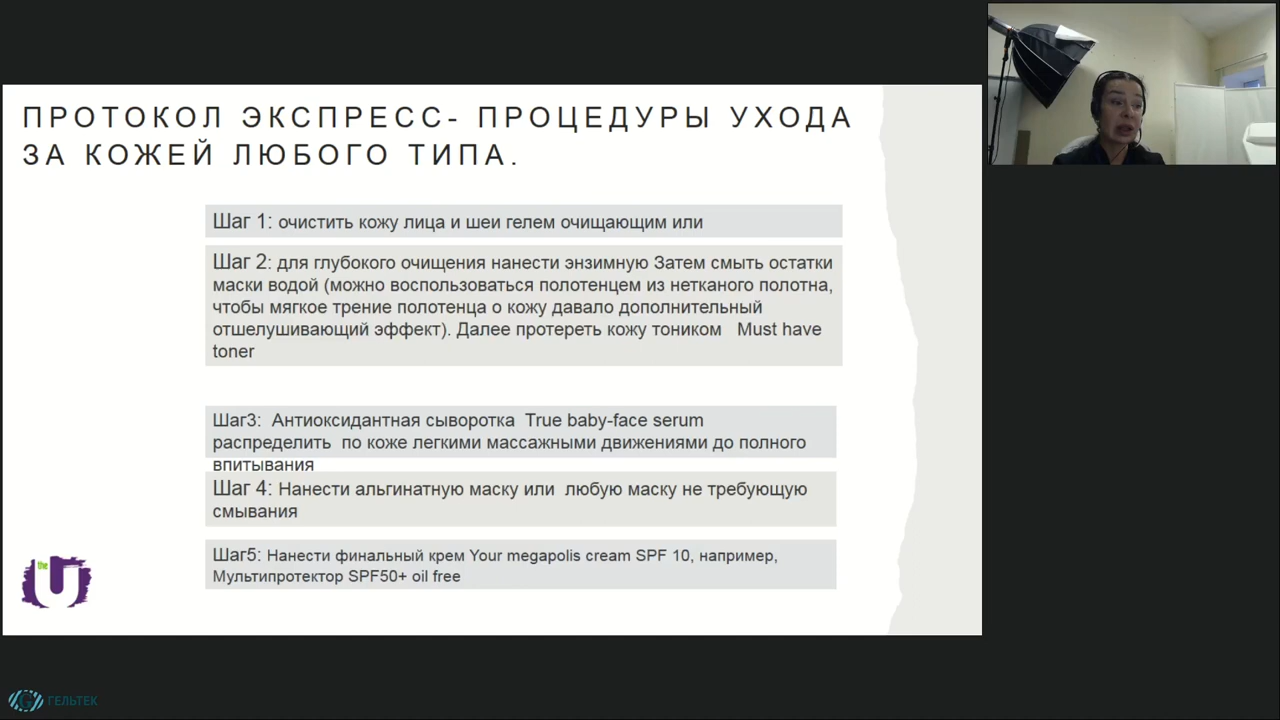 ПРОТОКОЛ ЭКСПРЕСС- ПРОЦЕДУРЫ УХОДА
ЗА КОЖЕЙ ЛЮБОГО ТИПА.
Шаг 1: очистить кожу лица и шеи гелем очищающим или
Шаг 2: для глубокого очищения нанести энзимную Затем смыть остатки
маски водой (можно воспользоваться полотенцем из нетканого полотна,
чтобы мягкое трение полотенца о кожу давало дополнительный
отшелушивающий эффект). Далее протереть кожу тоником Must have
toner
Шаг3: Антиоксидантная сыворотка True baby-face serum
распределить по коже легкими массажными движениями до полного
впитывания
Шаг 4: Нанести альгинатную маску или любую маску не требующую
смывания
Шаг5: Нанести финальный крем Your megapolis cream SPF 10, например,
Мультипротектор SPF50+ oil free
the U
ГЕЛЬТЕК